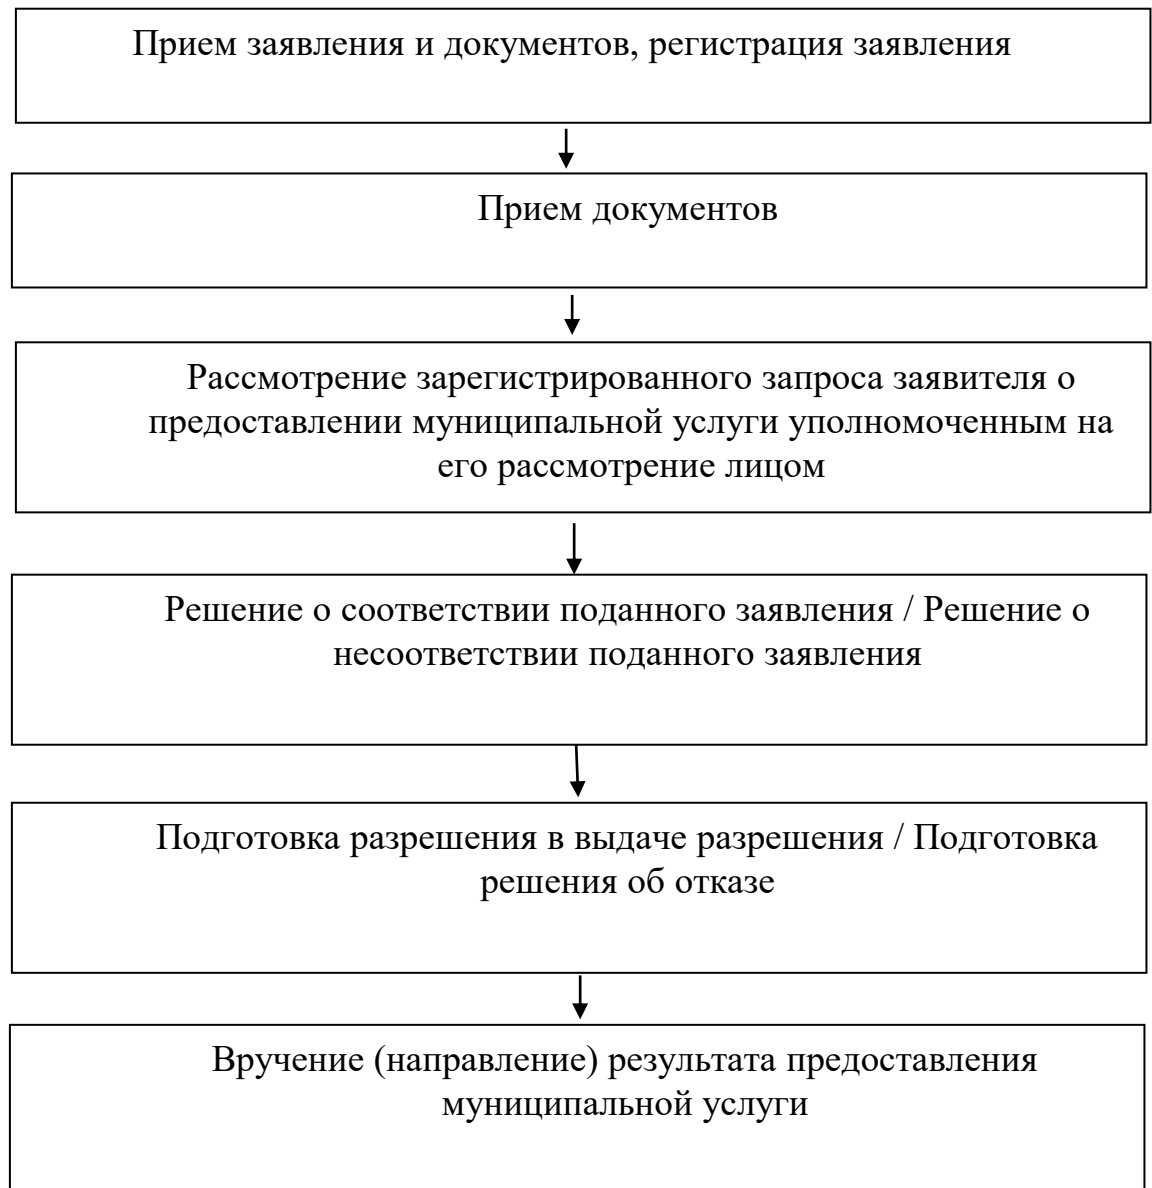 Прием заявления и документов, регистрация заявления
Прием документов
Рассмотрение зарегистрированного запроса заявителя о
предоставлении муниципальной услуги уполномоченным на
его рассмотрение лицом
Решение о соответствии поданного заявления / Решение о
несоответствии поданного заявления
Подготовка разрешения в выдаче разрешения / Подготовка
решения об отказе
Вручение (направление) результата предоставления
муниципальной услуги